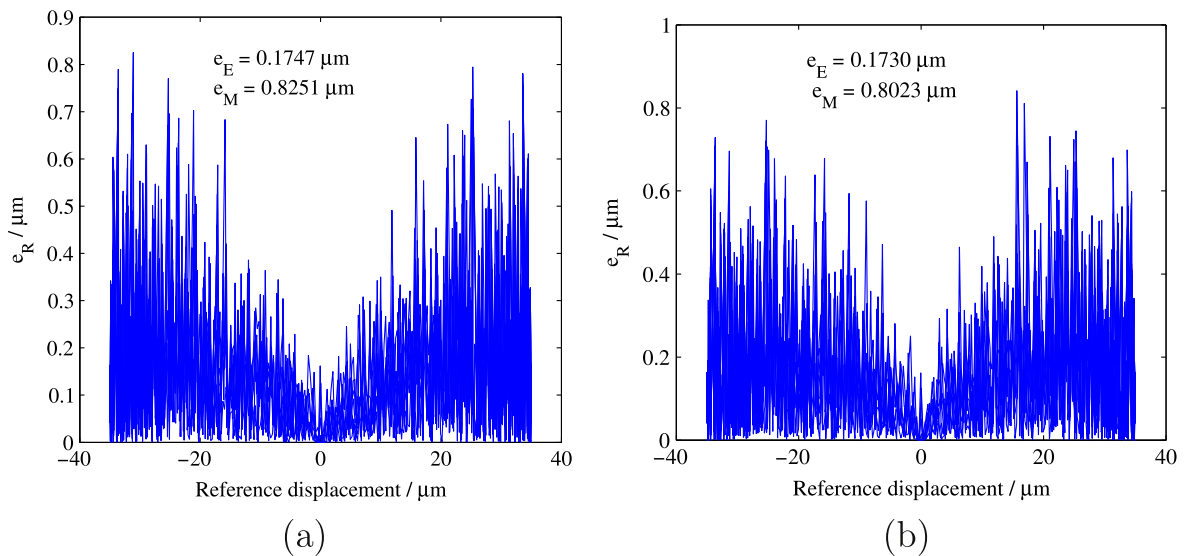 0.9
0.8
0.7
0.6
0.5
0.4
0.3
0.2
0.1
0
e_R / μm
e_E = 0.1747 μm
e_M = 0.8251 μm
−40 −20 0 20 40
Reference displacement / μm
(a)
1
0.8
0.6
0.4
0.2
0
e_R / μm
e_E = 0.1730 μm
e_M = 0.8023 μm
−40 −20 0 20 40
Reference displacement / μm
(b)